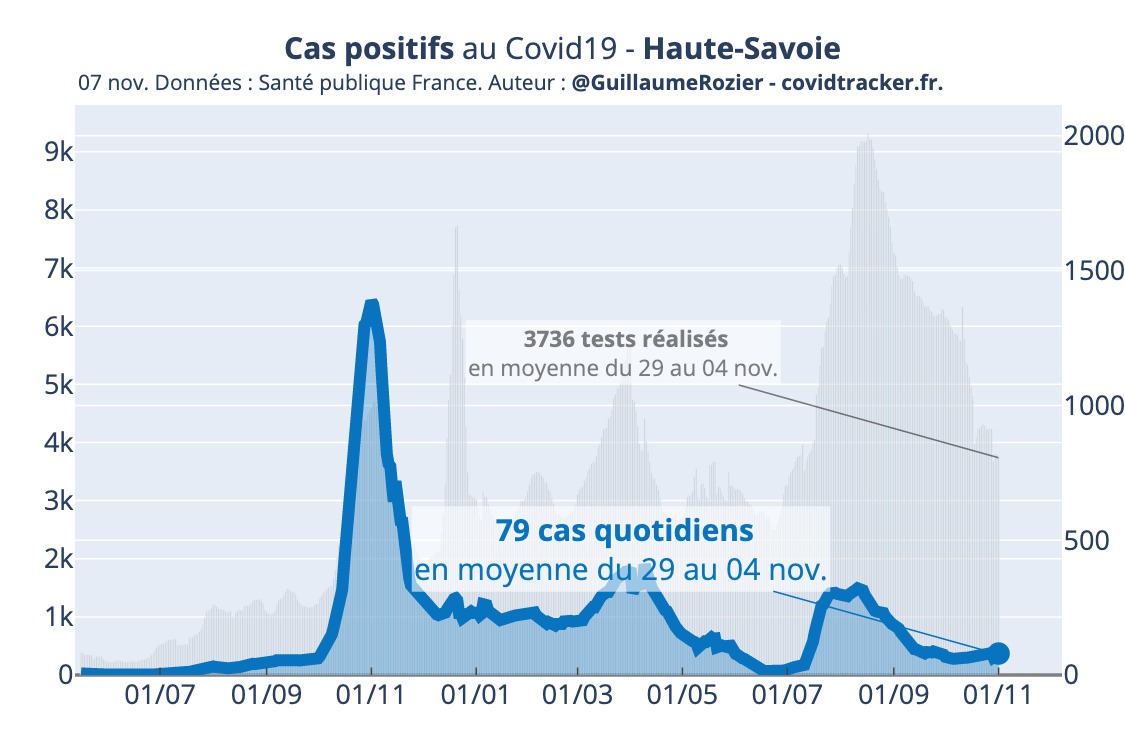 Cas positifs au Covid19 - Haute-Savoie
07 nov. Données : Santé publique France. Auteur : @GuillaumeRozier - covidtracker.fr.
9k
8k
7k
6k
5k
4k
3k
2k
1k
0
2000
1500
1000
500
0
3736 tests réalisés
en moyenne du 29 au 04 nov.
79 cas quotidiens
en moyenne du 29 au 04 nov.
01/07 01/09 01/11 01/01 01/03 01/05 01/07 01/09 01/11